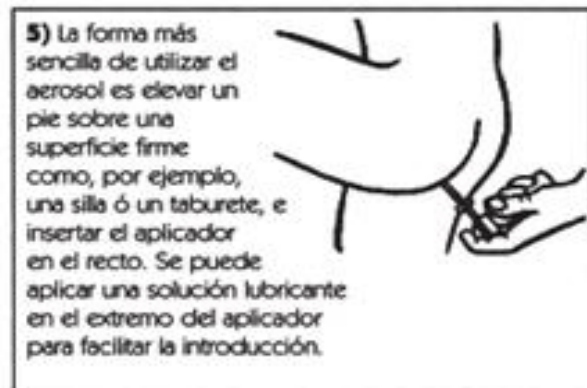 5) La forma más
sencilla de utilizar el
aerosol es elevar un
pie sobre una
superficie firme
como, por ejemplo,
una silla ó un taburete, e
insertar el aplicador
en el recto. Se puede
aplicar una solución lubricante
en el extremo del aplicador
para facilitar la introducción.